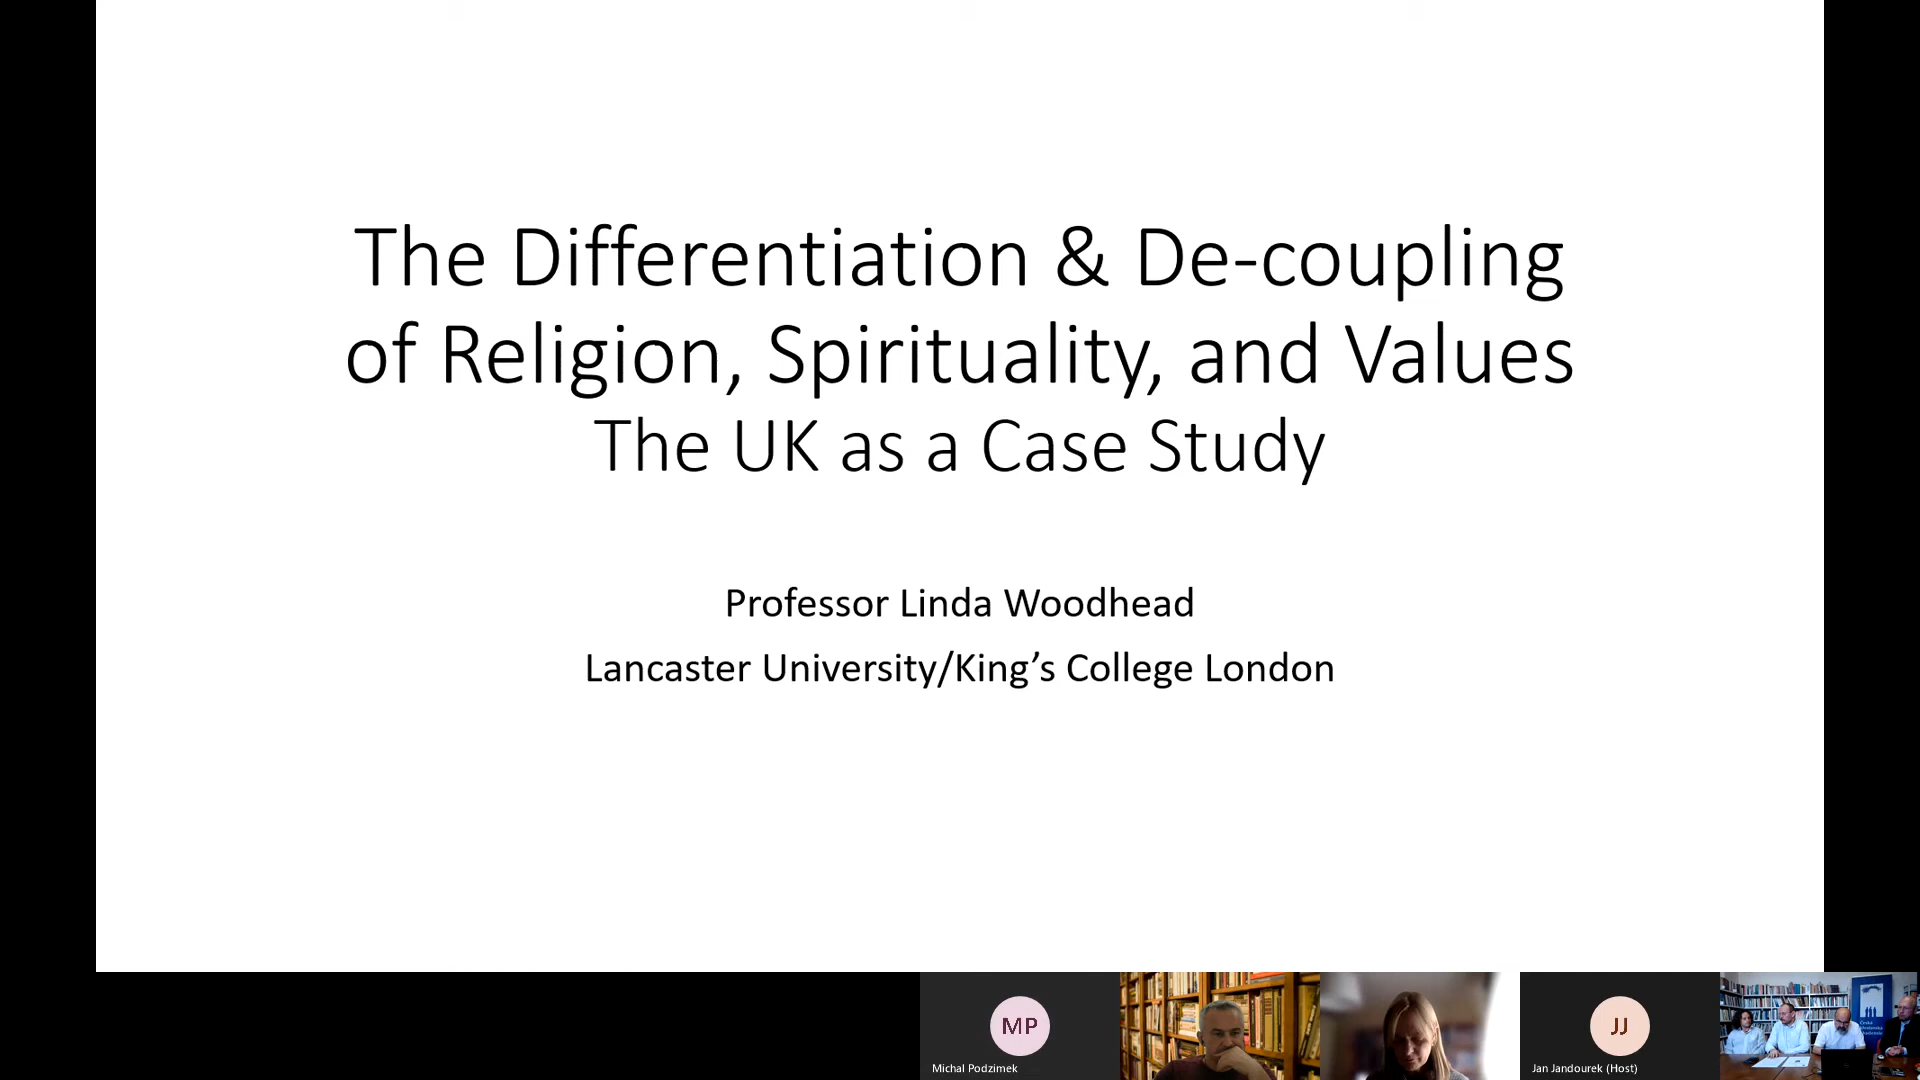 The Differentiation & De-coupling
of Religion, Spirituality, and Values
The UK as a Case Study
Professor Linda Woodhead
Lancaster University/King’s College London
MP
Michal Podzimek
JJ
Jan Jandourek (Host)